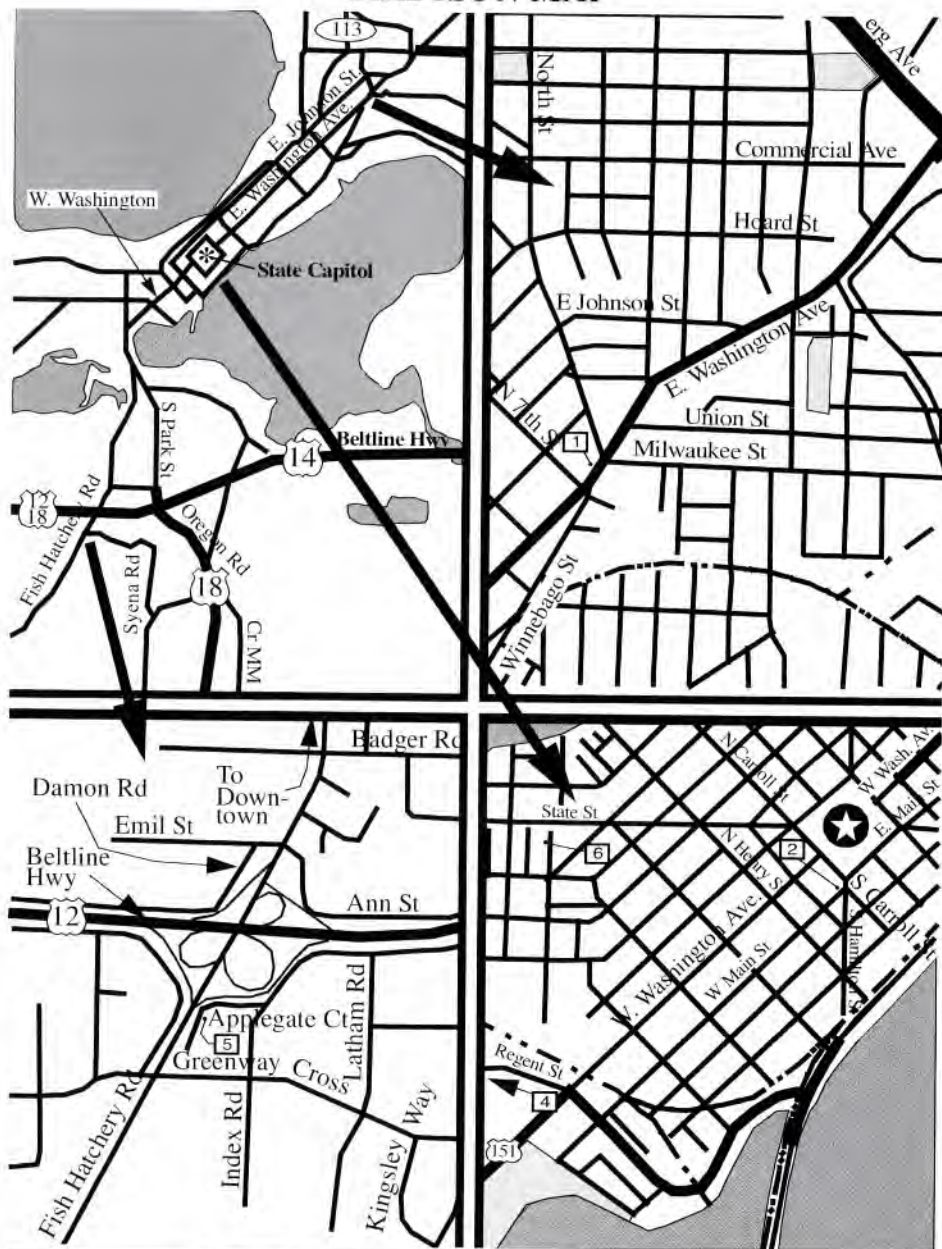 113
E. Johnson St.
E. Washington Ave.
W. Washington
State Capitol
S Park St
Beltline Hwy
14
12
18
Fish Hatchery Rd
Oregon Rd
Syena Rd
18
Cr MM
erg Ave
North St
Commercial Ave
Hoard St
E Johnson St
E. Washington Ave
N 7th St
1
Union St
Milwaukee St
Winnebago St
Badger Rd
Damon Rd
To
Down-
town
Emil St
Beltline
Hwy
12
Ann St
Latham Rd
Applegate Ct
5
Greenway Cross
Index Rd
Kingsley Way
Fish Hatchery Rd
N Carroll St
W Wash. Av.
E. Main St
State St
6
N Henry S
2
S Carroll St
W. Washington Ave.
W Main St
Regent St
4
151